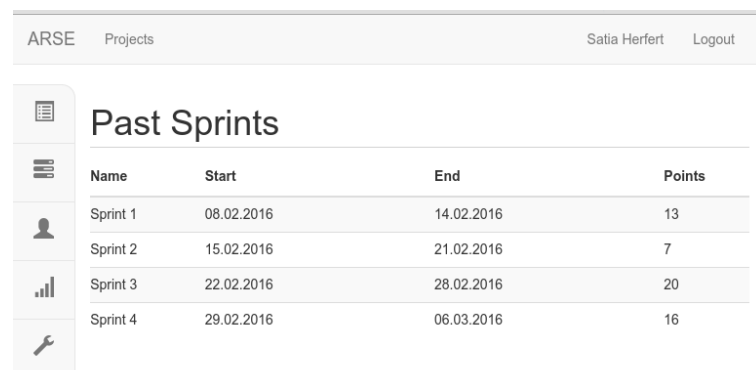 ARSE Projects Satia Herfert Logout
Past Sprints
Name Start End Points
Sprint 1 08.02.2016 14.02.2016 13
Sprint 2 15.02.2016 21.02.2016 7
Sprint 3 22.02.2016 28.02.2016 20
Sprint 4 29.02.2016 06.03.2016 16